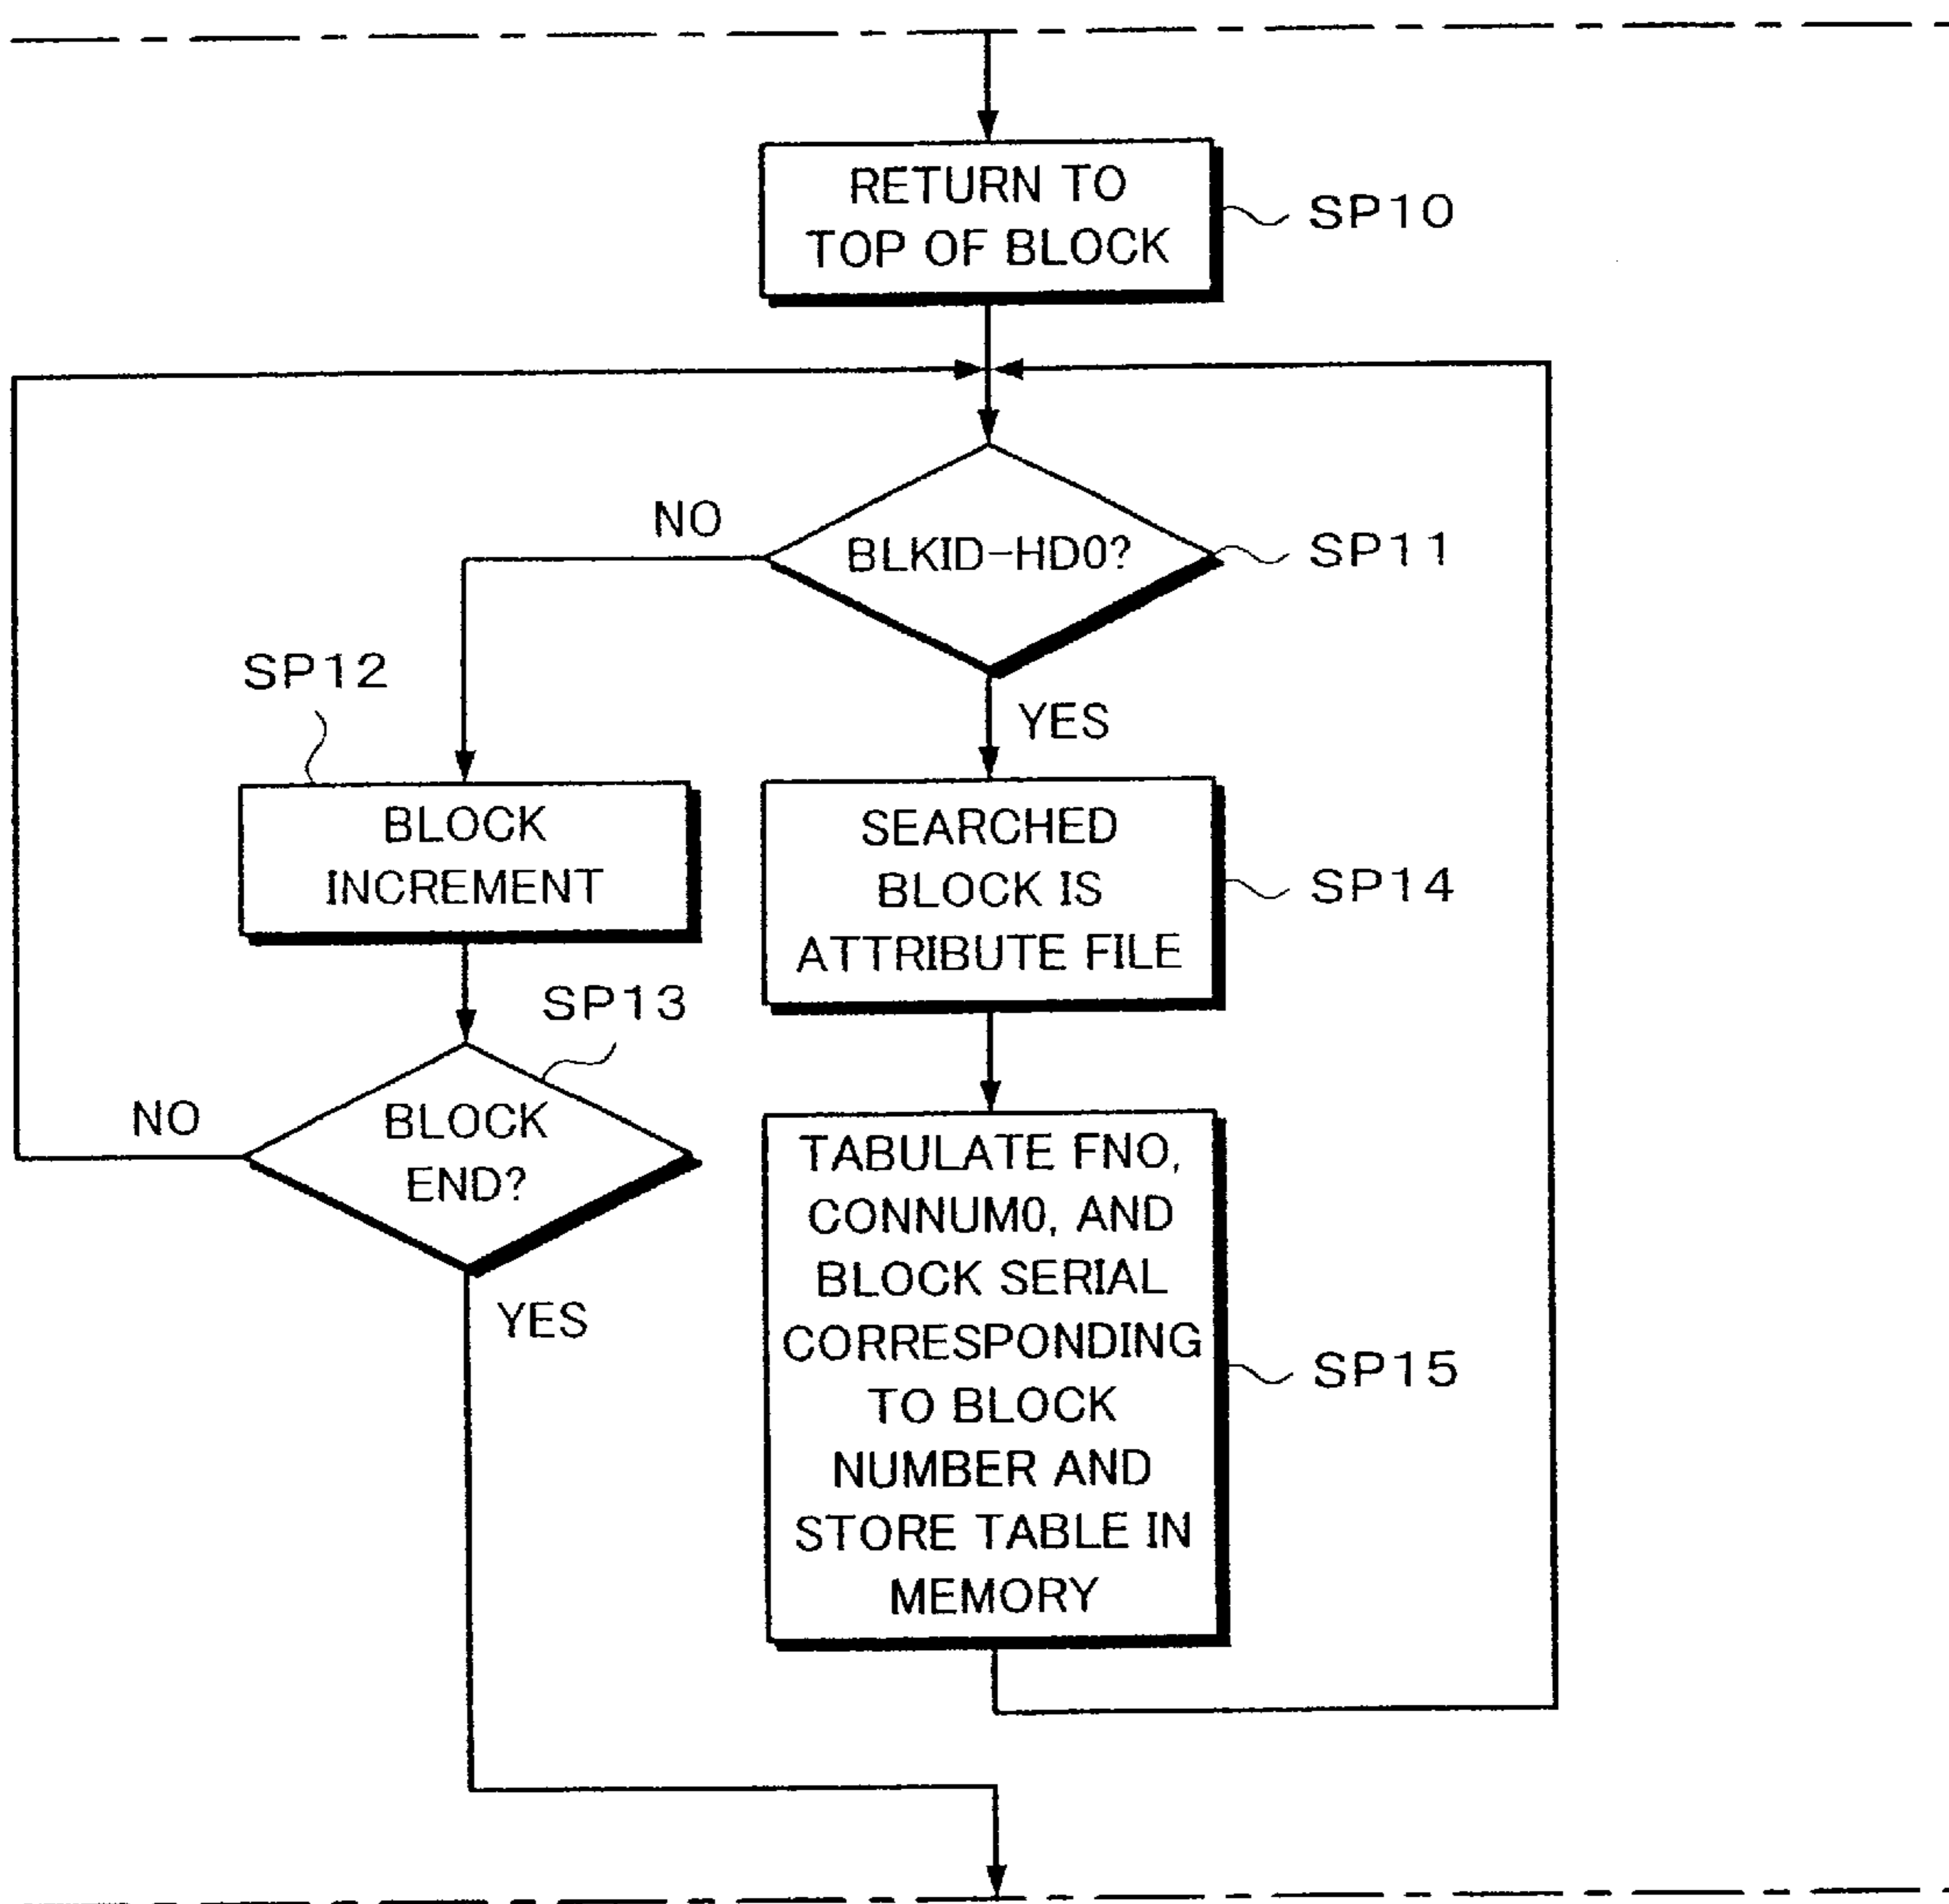 RETURN TO
TOP OF BLOCK
SP10
NO
BLKID-HD0?
SP11
YES
SP12
BLOCK
INCREMENT
SEARCHED
BLOCK IS
ATTRIBUTE FILE
SP14
SP13
NO
BLOCK
END?
YES
TABULATE FNO,
CONNUM0, AND
BLOCK SERIAL
CORRESPONDING
TO BLOCK
NUMBER AND
STORE TABLE IN
MEMORY
SP15